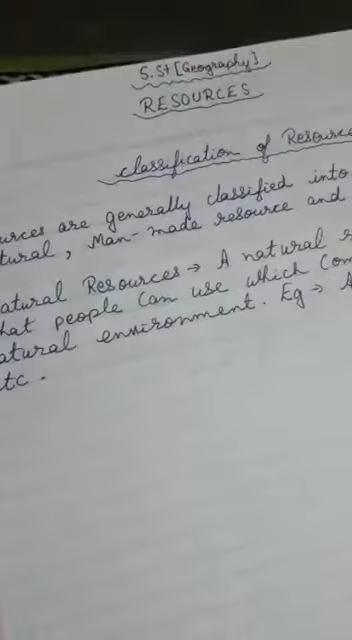 S.St [Geography]
RESOURCES
classification of Resource
urces are generally classified into
tural, Man-made resource and
atural Resources → A natural
hat people can use which com
atural environment. Eg → A
tc.